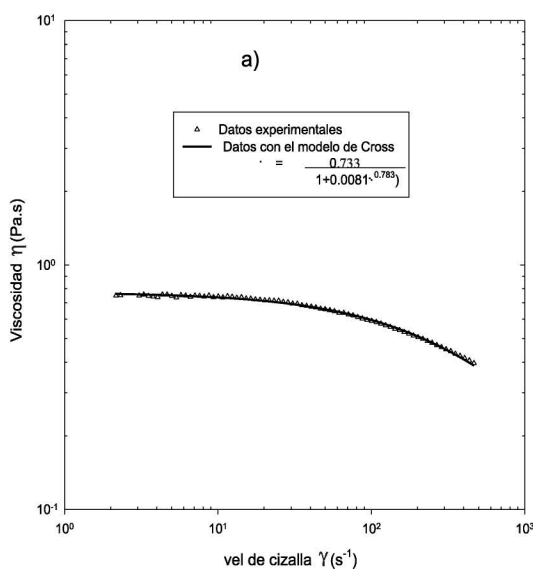 a)
Datos experimentales
Datos con el modelo de Cross
= 0.733
1+0.0081 0.783)
10¹
10⁰
10⁻¹
Viscosidad η (Pa.s)
10⁰ 10¹ 10² 10³
vel de cizalla γ̇ (s⁻¹)